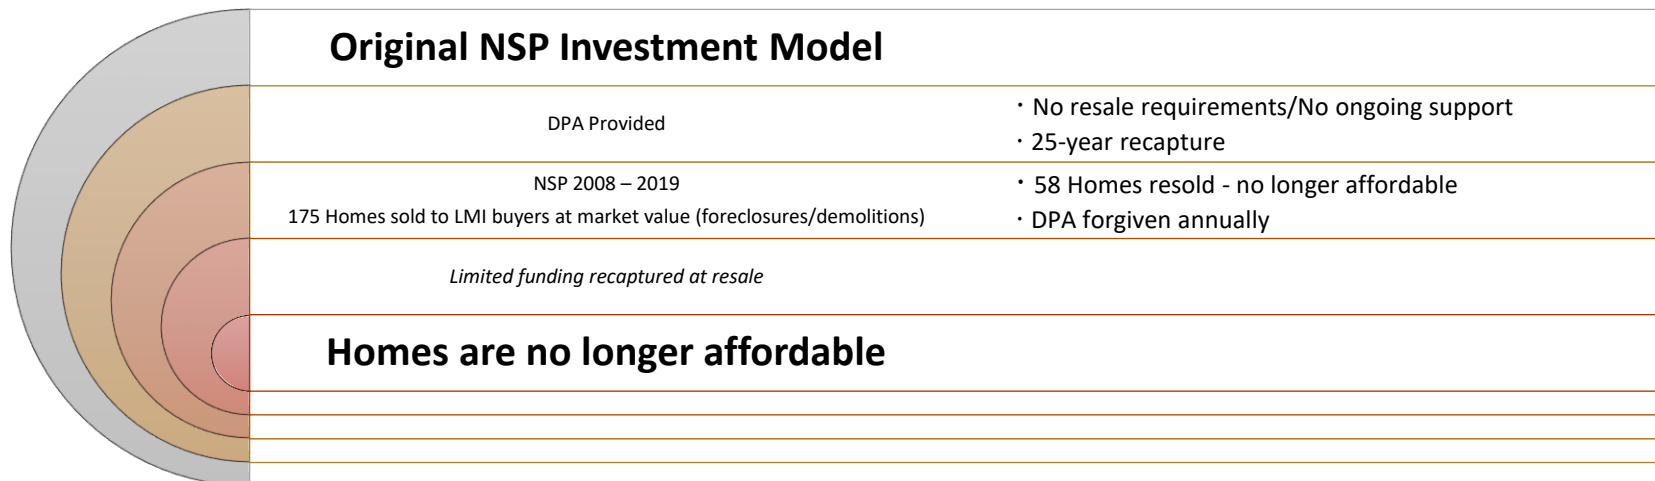 Original NSP Investment Model
DPA Provided
· No resale requirements/No ongoing support
· 25-year recapture
NSP 2008 – 2019
175 Homes sold to LMI buyers at market value (foreclosures/demolitions)
· 58 Homes resold - no longer affordable
· DPA forgiven annually
Limited funding recaptured at resale
Homes are no longer affordable